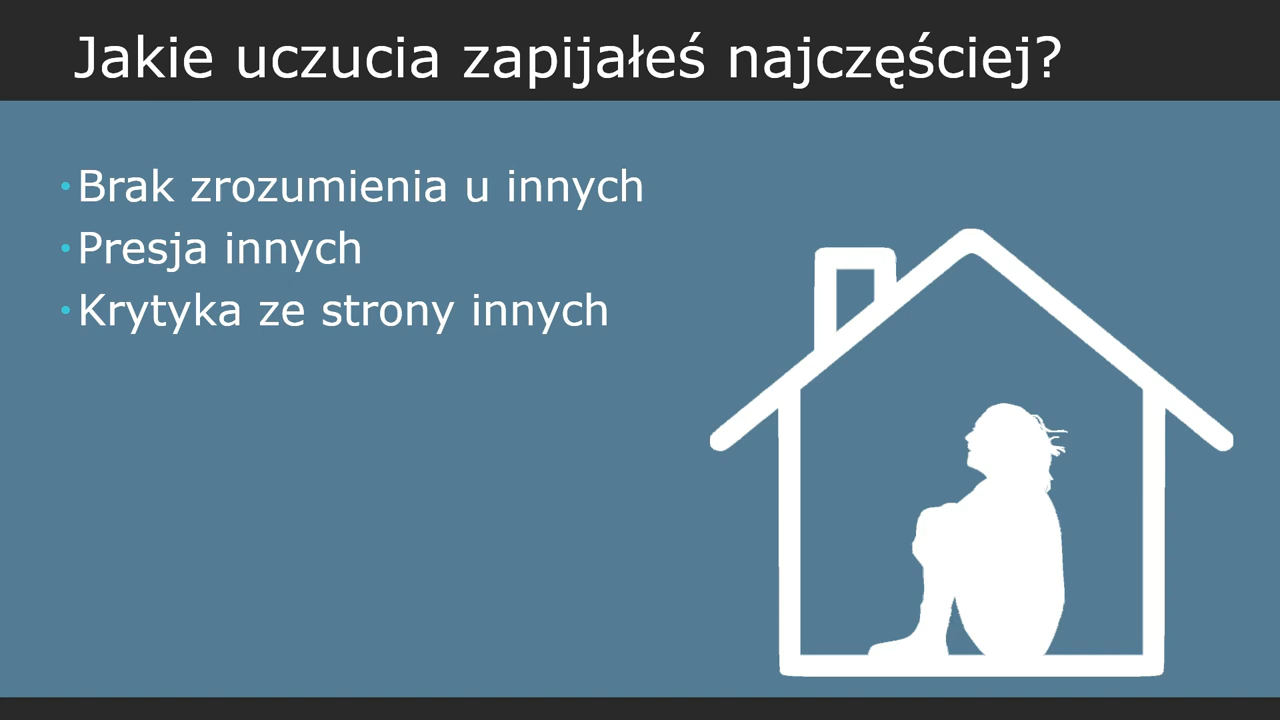 Jakie uczucia zapijałeś najczęściej?
• Brak zrozumienia u innych
• Presja innych
• Krytyka ze strony innych